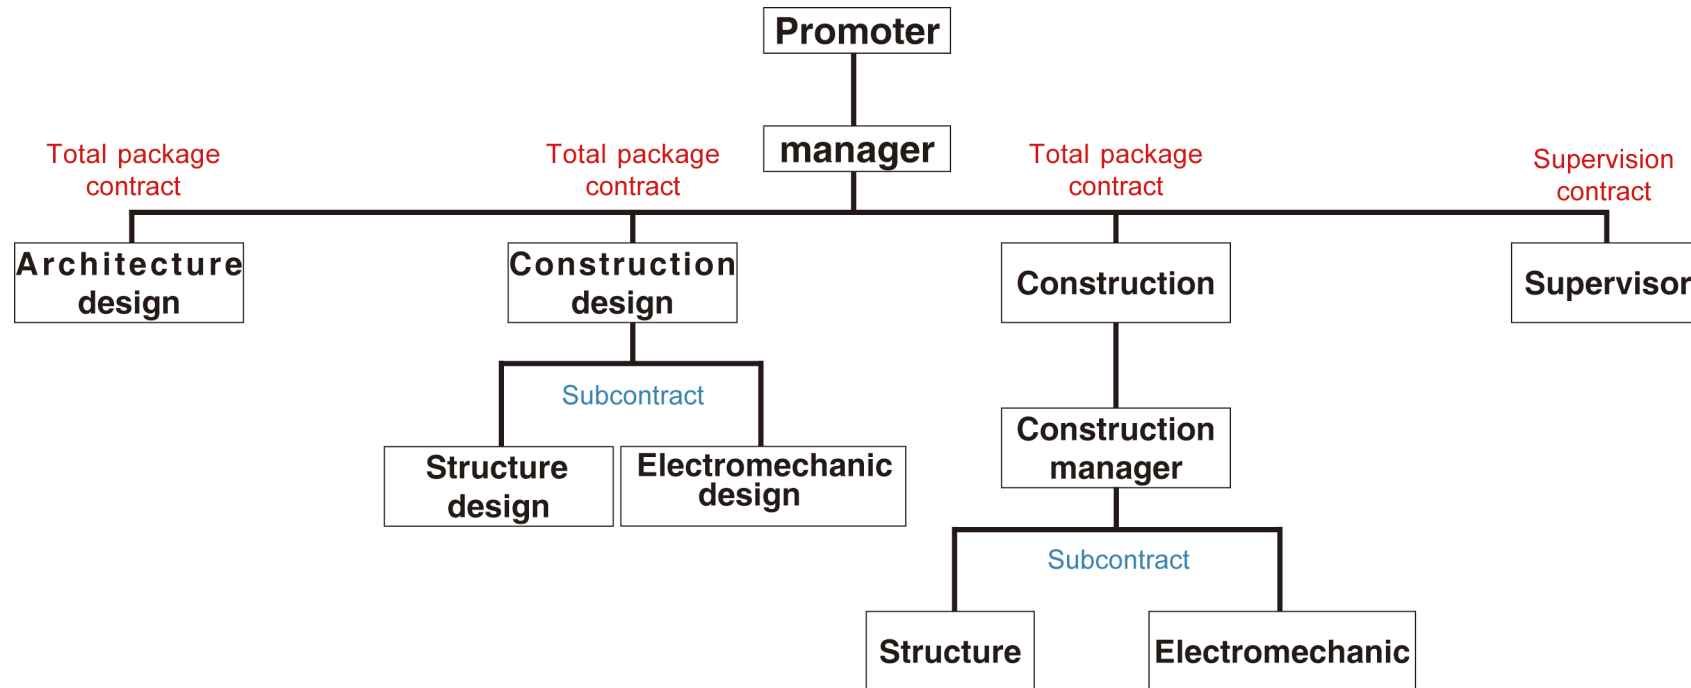 Promoter
manager
Total package
contract
Total package
contract
Total package
contract
Supervision
contract
Architecture
design
Construction
design
Construction
Supervisor
Subcontract
Structure
design
Electromechanic
design
Construction
manager
Subcontract
Structure
Electromechanic